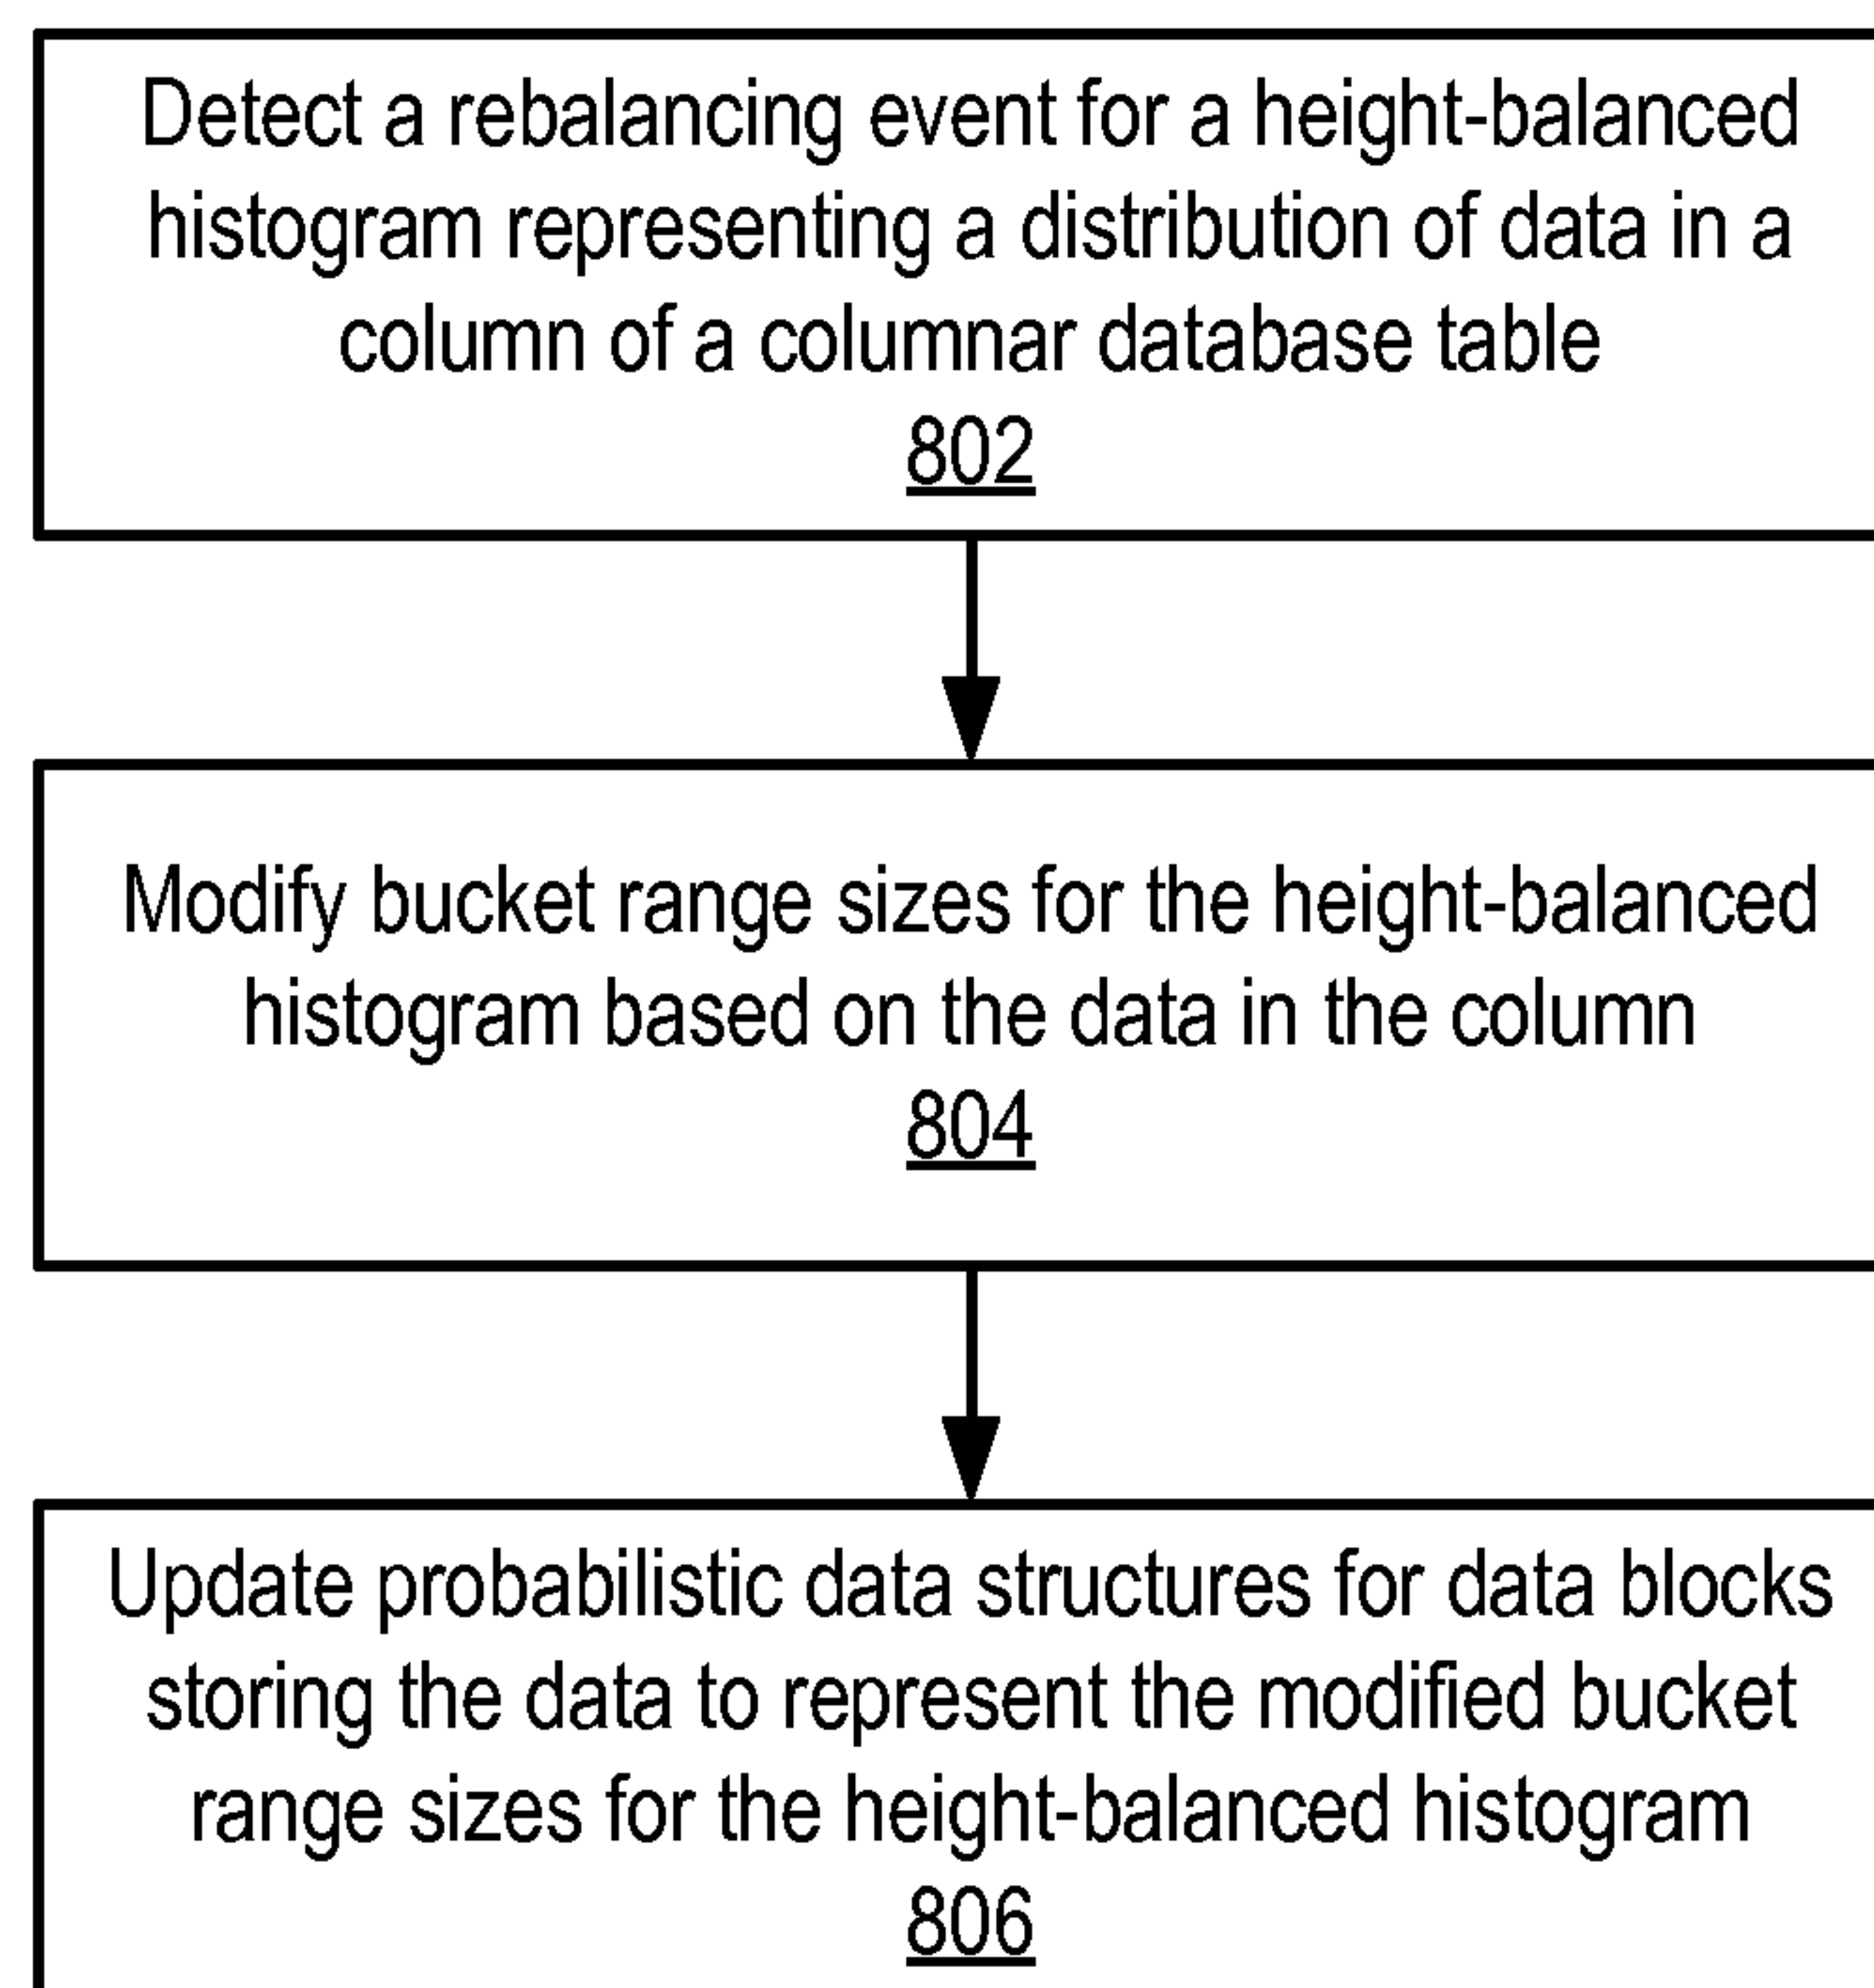 Detect a rebalancing event for a height-balanced
histogram representing a distribution of data in a
column of a columnar database table
802
Modify bucket range sizes for the height-balanced
histogram based on the data in the column
804
Update probabilistic data structures for data blocks
storing the data to represent the modified bucket
range sizes for the height-balanced histogram
806